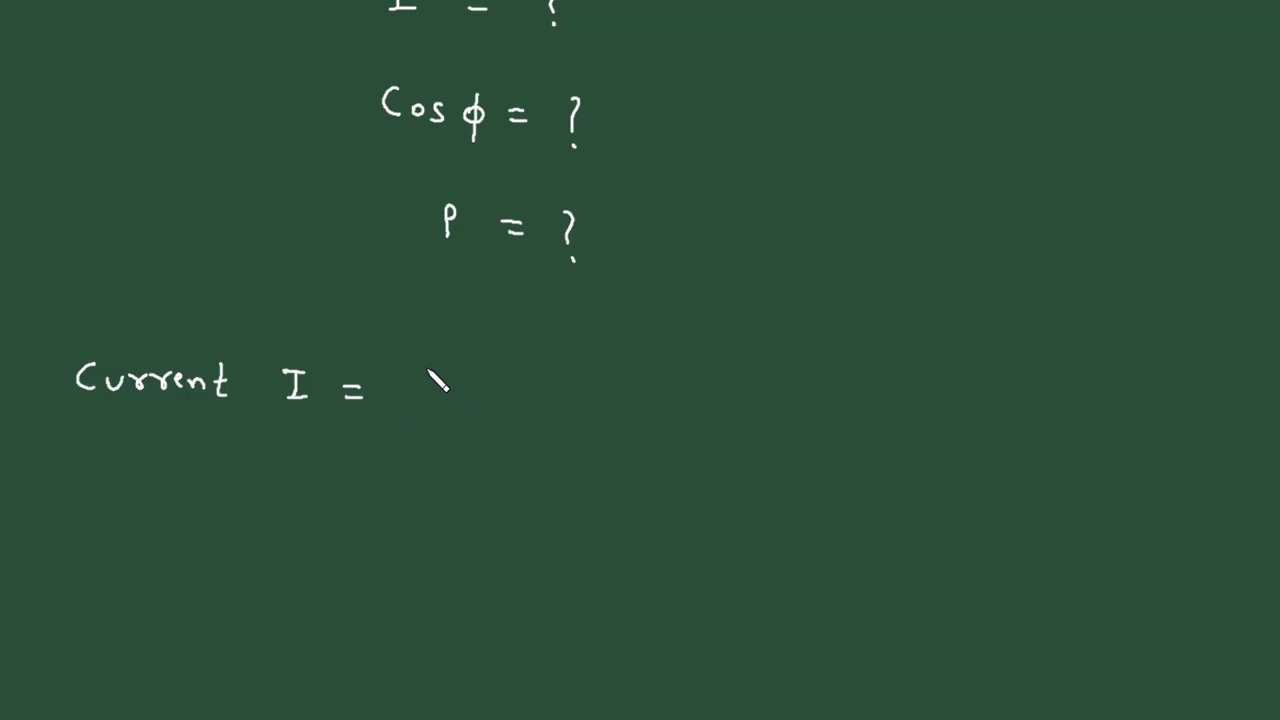 I = ?
Cos ϕ = ?
P = ?
Current I =